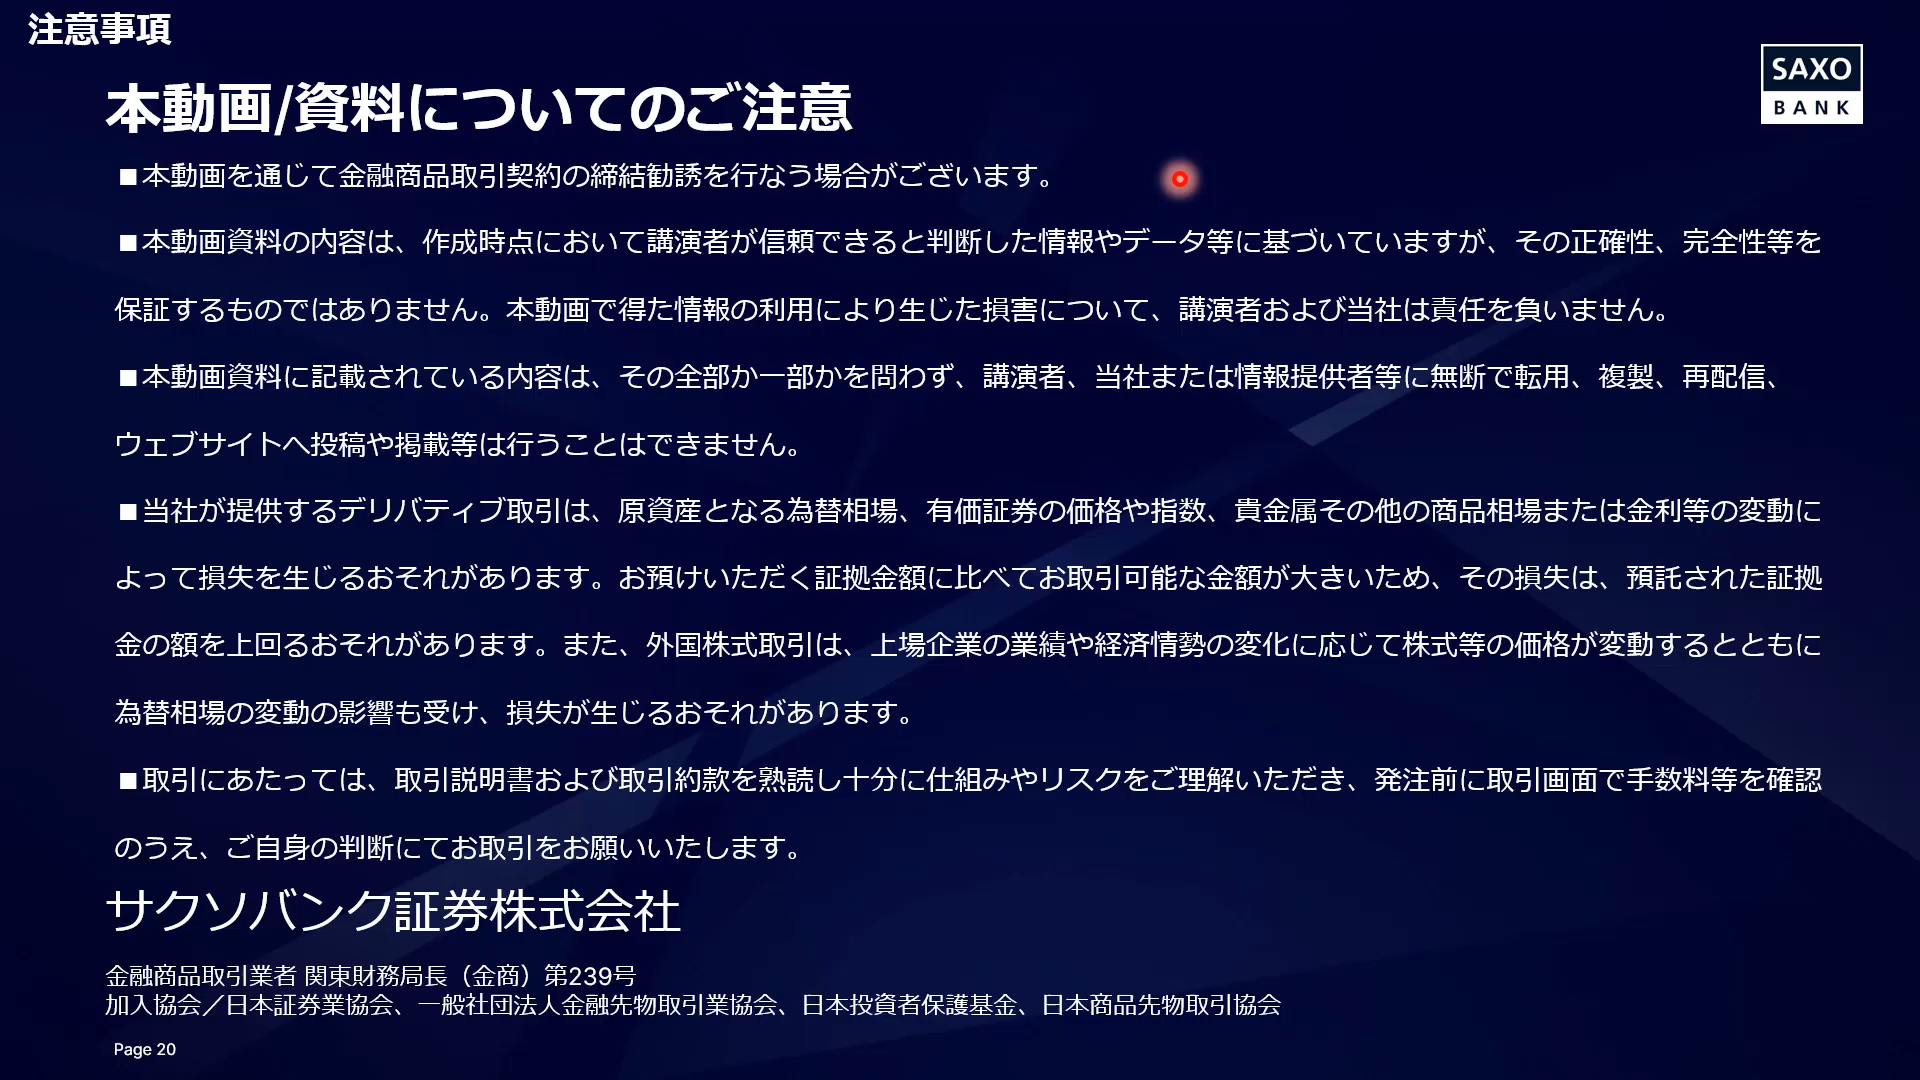 注意事項
SAXO
BANK
本動画/資料についてのご注意
■本動画を通じて金融商品取引契約の締結勧誘を行なう場合がございます。
■本動画資料の内容は、作成時点において講演者が信頼できると判断した情報やデータ等に基づいていますが、その正確性、完全性等を
保証するものではありません。本動画で得た情報の利用により生じた損害について、講演者および当社は責任を負いません。
■本動画資料に記載されている内容は、その全部か一部かを問わず、講演者、当社または情報提供者等に無断で転用、複製、再配信、
ウェブサイトへ投稿や掲載等は行うことはできません。
■当社が提供するデリバティブ取引は、原資産となる為替相場、有価証券の価格や指数、貴金属その他の商品相場または金利等の変動に
よって損失を生じるおそれがあります。お預けいただく証拠金額に比べてお取引可能な金額が大きいため、その損失は、預託された証拠
金の額を上回るおそれがあります。また、外国株式取引は、上場企業の業績や経済情勢の変化に応じて株式等の価格が変動するとともに
為替相場の変動の影響も受け、損失が生じるおそれがあります。
■取引にあたっては、取引説明書および取引約款を熟読し十分に仕組みやリスクをご理解いただき、発注前に取引画面で手数料等を確認
のうえ、ご自身の判断にてお取引をお願いいたします。
サクソバンク証券株式会社
金融商品取引業者 関東財務局長（金商）第239号
加入協会／日本証券業協会、一般社団法人金融先物取引業協会、日本投資者保護基金、日本商品先物取引協会
Page 20